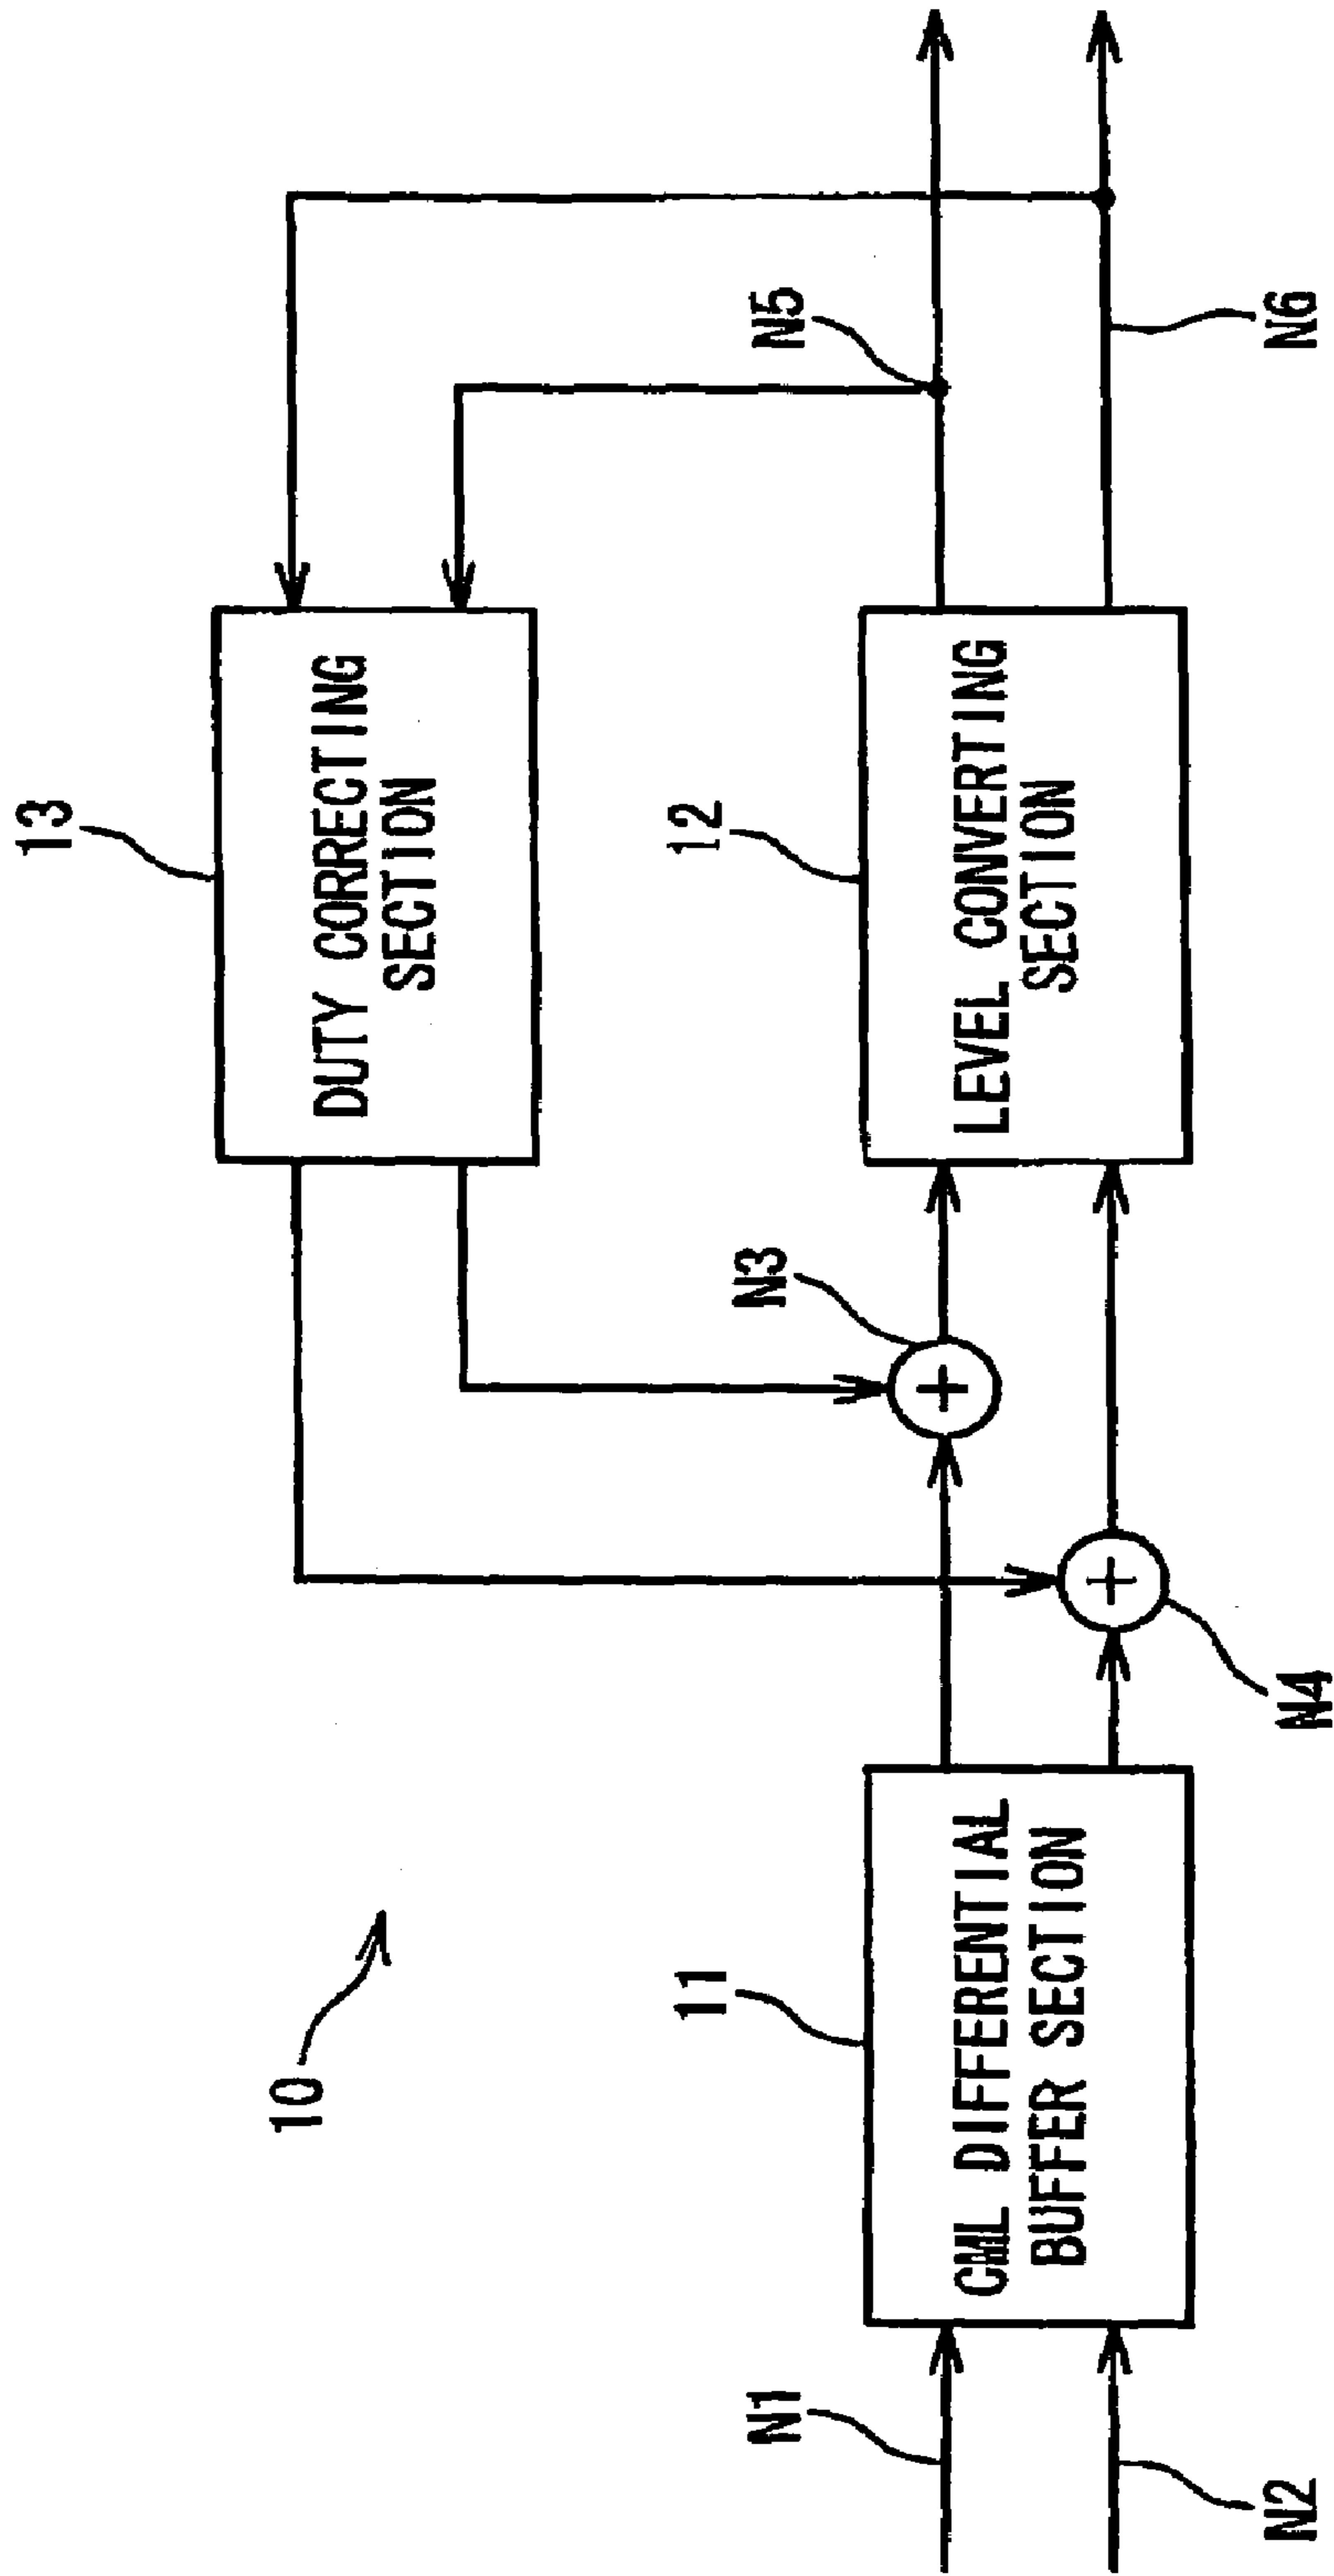 10
13
DUTY CORRECTING
SECTION
N5
N3
11
CML DIFFERENTIAL
BUFFER SECTION
12
LEVEL CONVERTING
SECTION
N1
N2
N4
N6